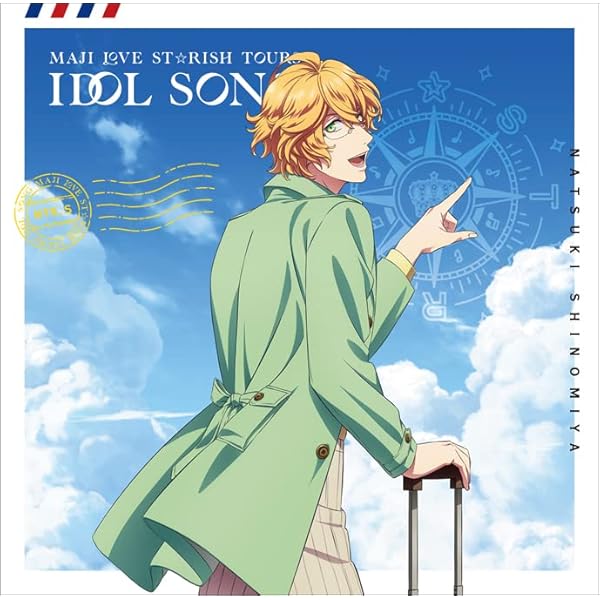 MAJI LOVE ST☆RISH TOURS
IDOL SON
NATSUKI SHINOMIYA
☆ S T R